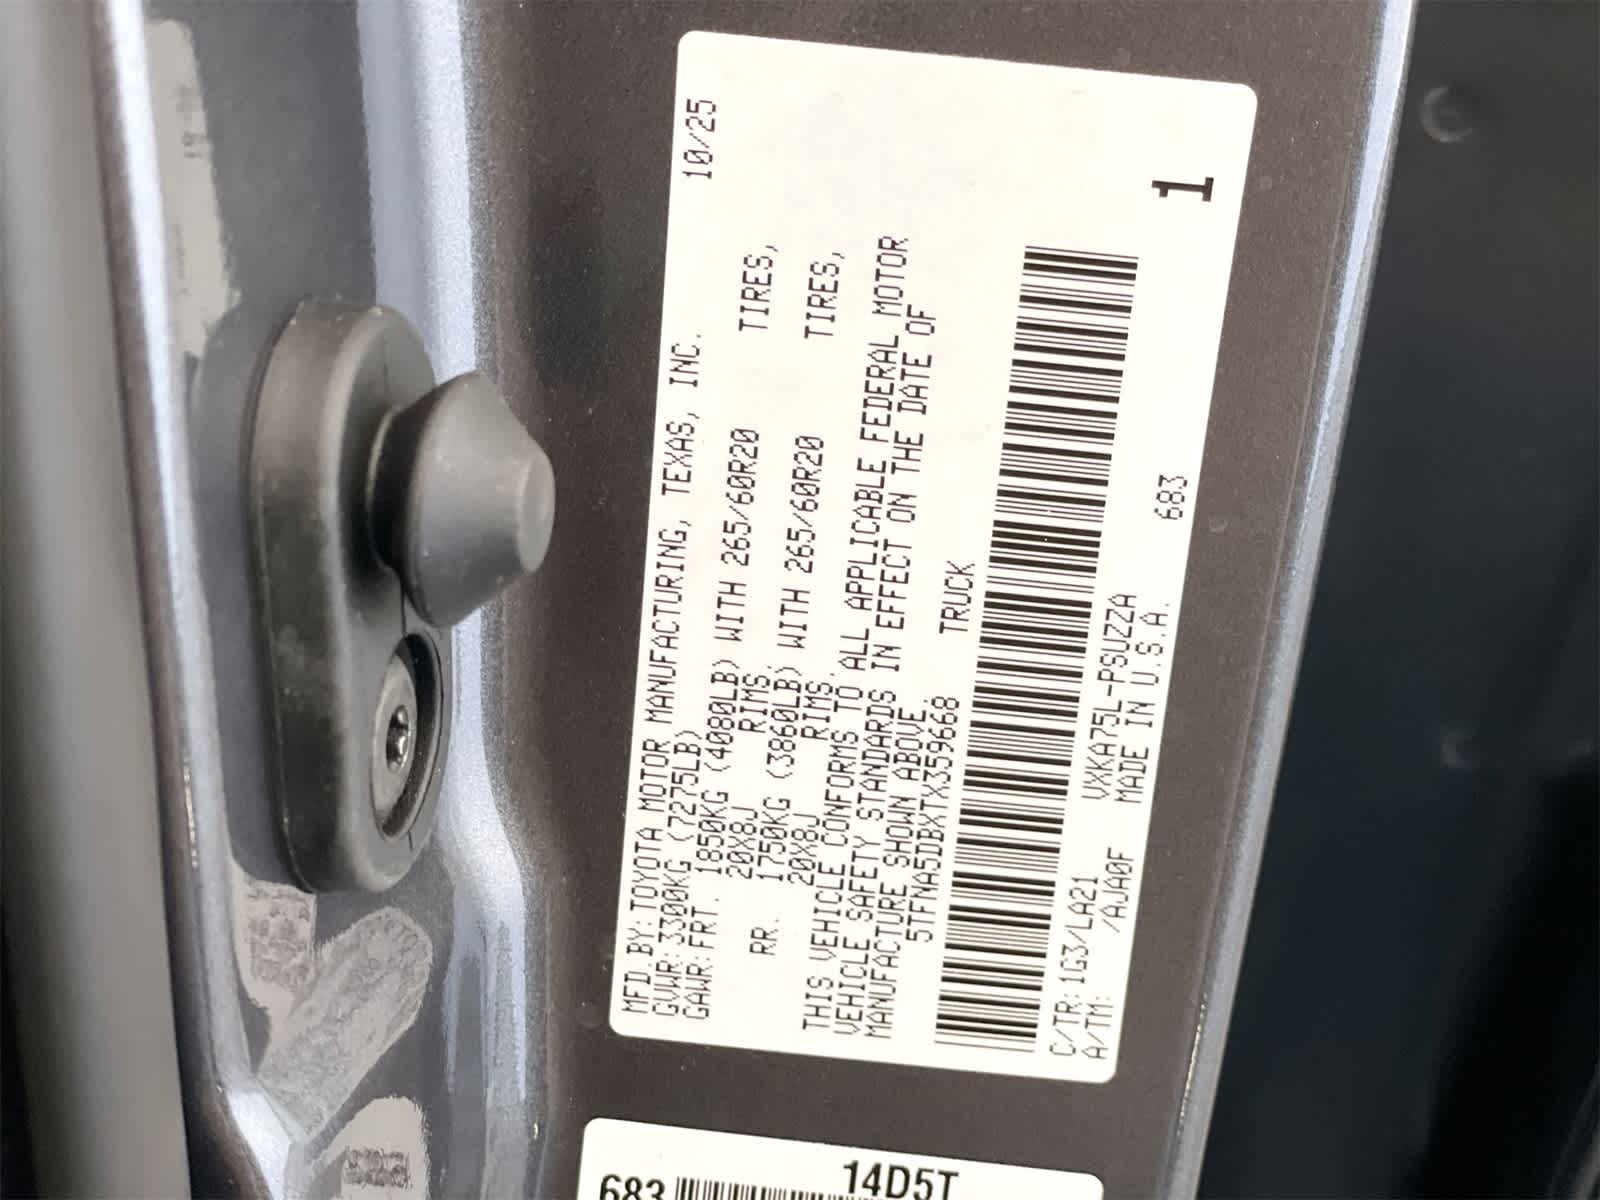 10/25
MFD.BY:TOYOTA MOTOR MANUFACTURING, TEXAS, INC.
GVWR:3300KG (7275LB)
GAWR:FRT. 1850KG (4080LB) WITH 265/60R20 TIRES,
20X8J RIMS.
RR. 1750KG (3860LB) WITH 265/60R20 TIRES,
20X8J RIMS.
THIS VEHICLE CONFORMS TO ALL APPLICABLE FEDERAL MOTOR
VEHICLE SAFETY STANDARDS IN EFFECT ON THE DATE OF
MANUFACTURE SHOWN ABOVE.
5TFNA5DBXTX359668 TRUCK
C/TR:1G3/LA21 VXKA75L-PSUZZA 683
A/TM: /AJA0F MADE IN U.S.A.
1
14D5T
683